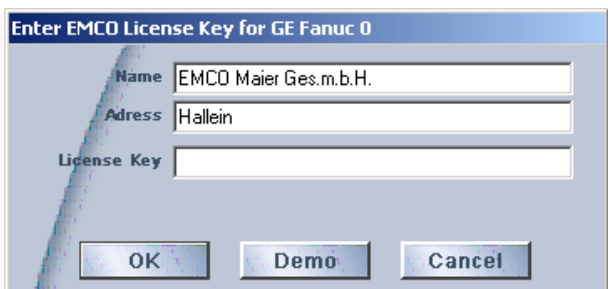 Enter EMCO License Key for GE Fanuc 0
Name EMCO Maier Ges.m.b.H.
Adress Hallein
License Key
OK Demo Cancel